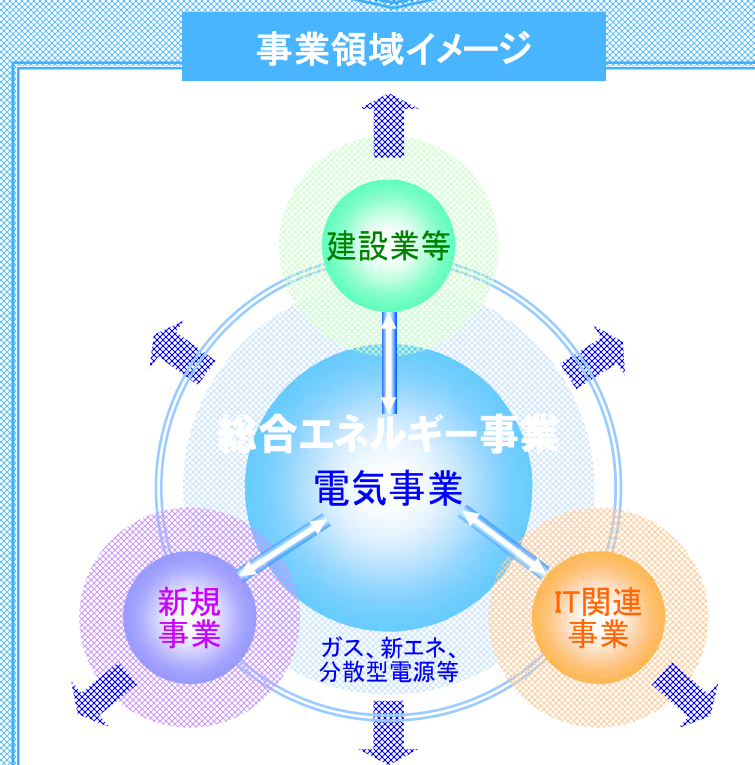 事業領域イメージ
建設業等
総合エネルギー事業
電気事業
新規
事業
IT関連
事業
ガス、新エネ、
分散型電源等